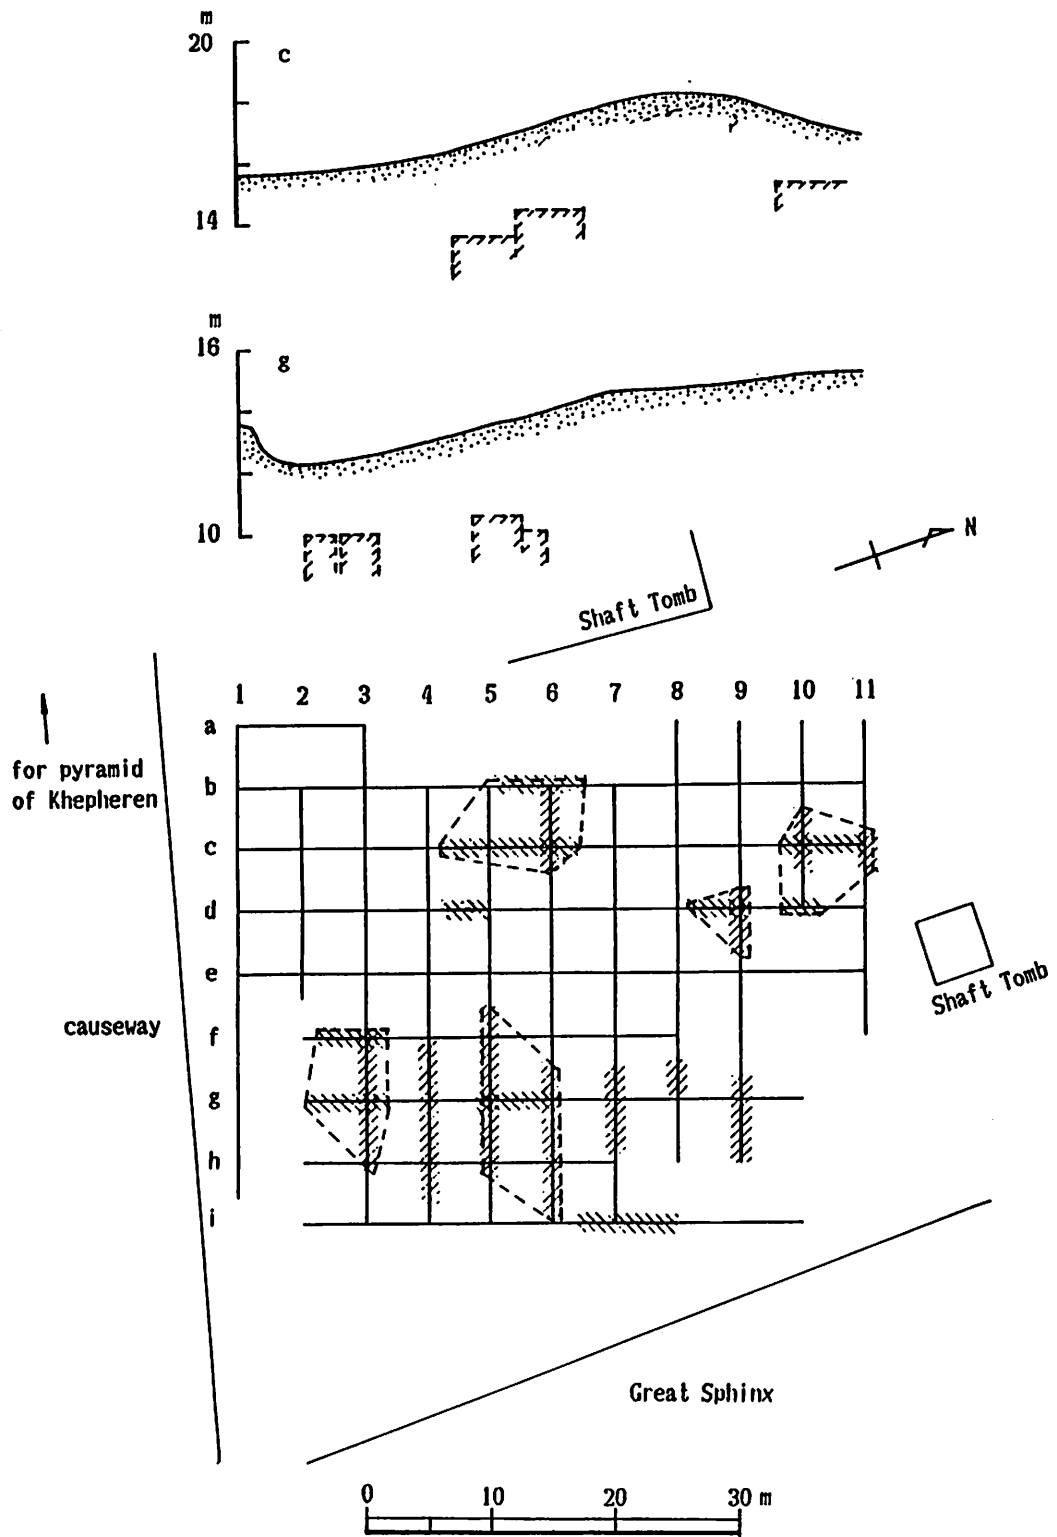 m
20
c
14
m
16
g
10
N
Shaft Tomb
1 2 3 4 5 6 7 8 9 10 11
a
for pyramid
of Khepheren
b
c
d
e
Shaft Tomb
causeway
f
g
h
i
Great Sphinx
0 10 20 30 m